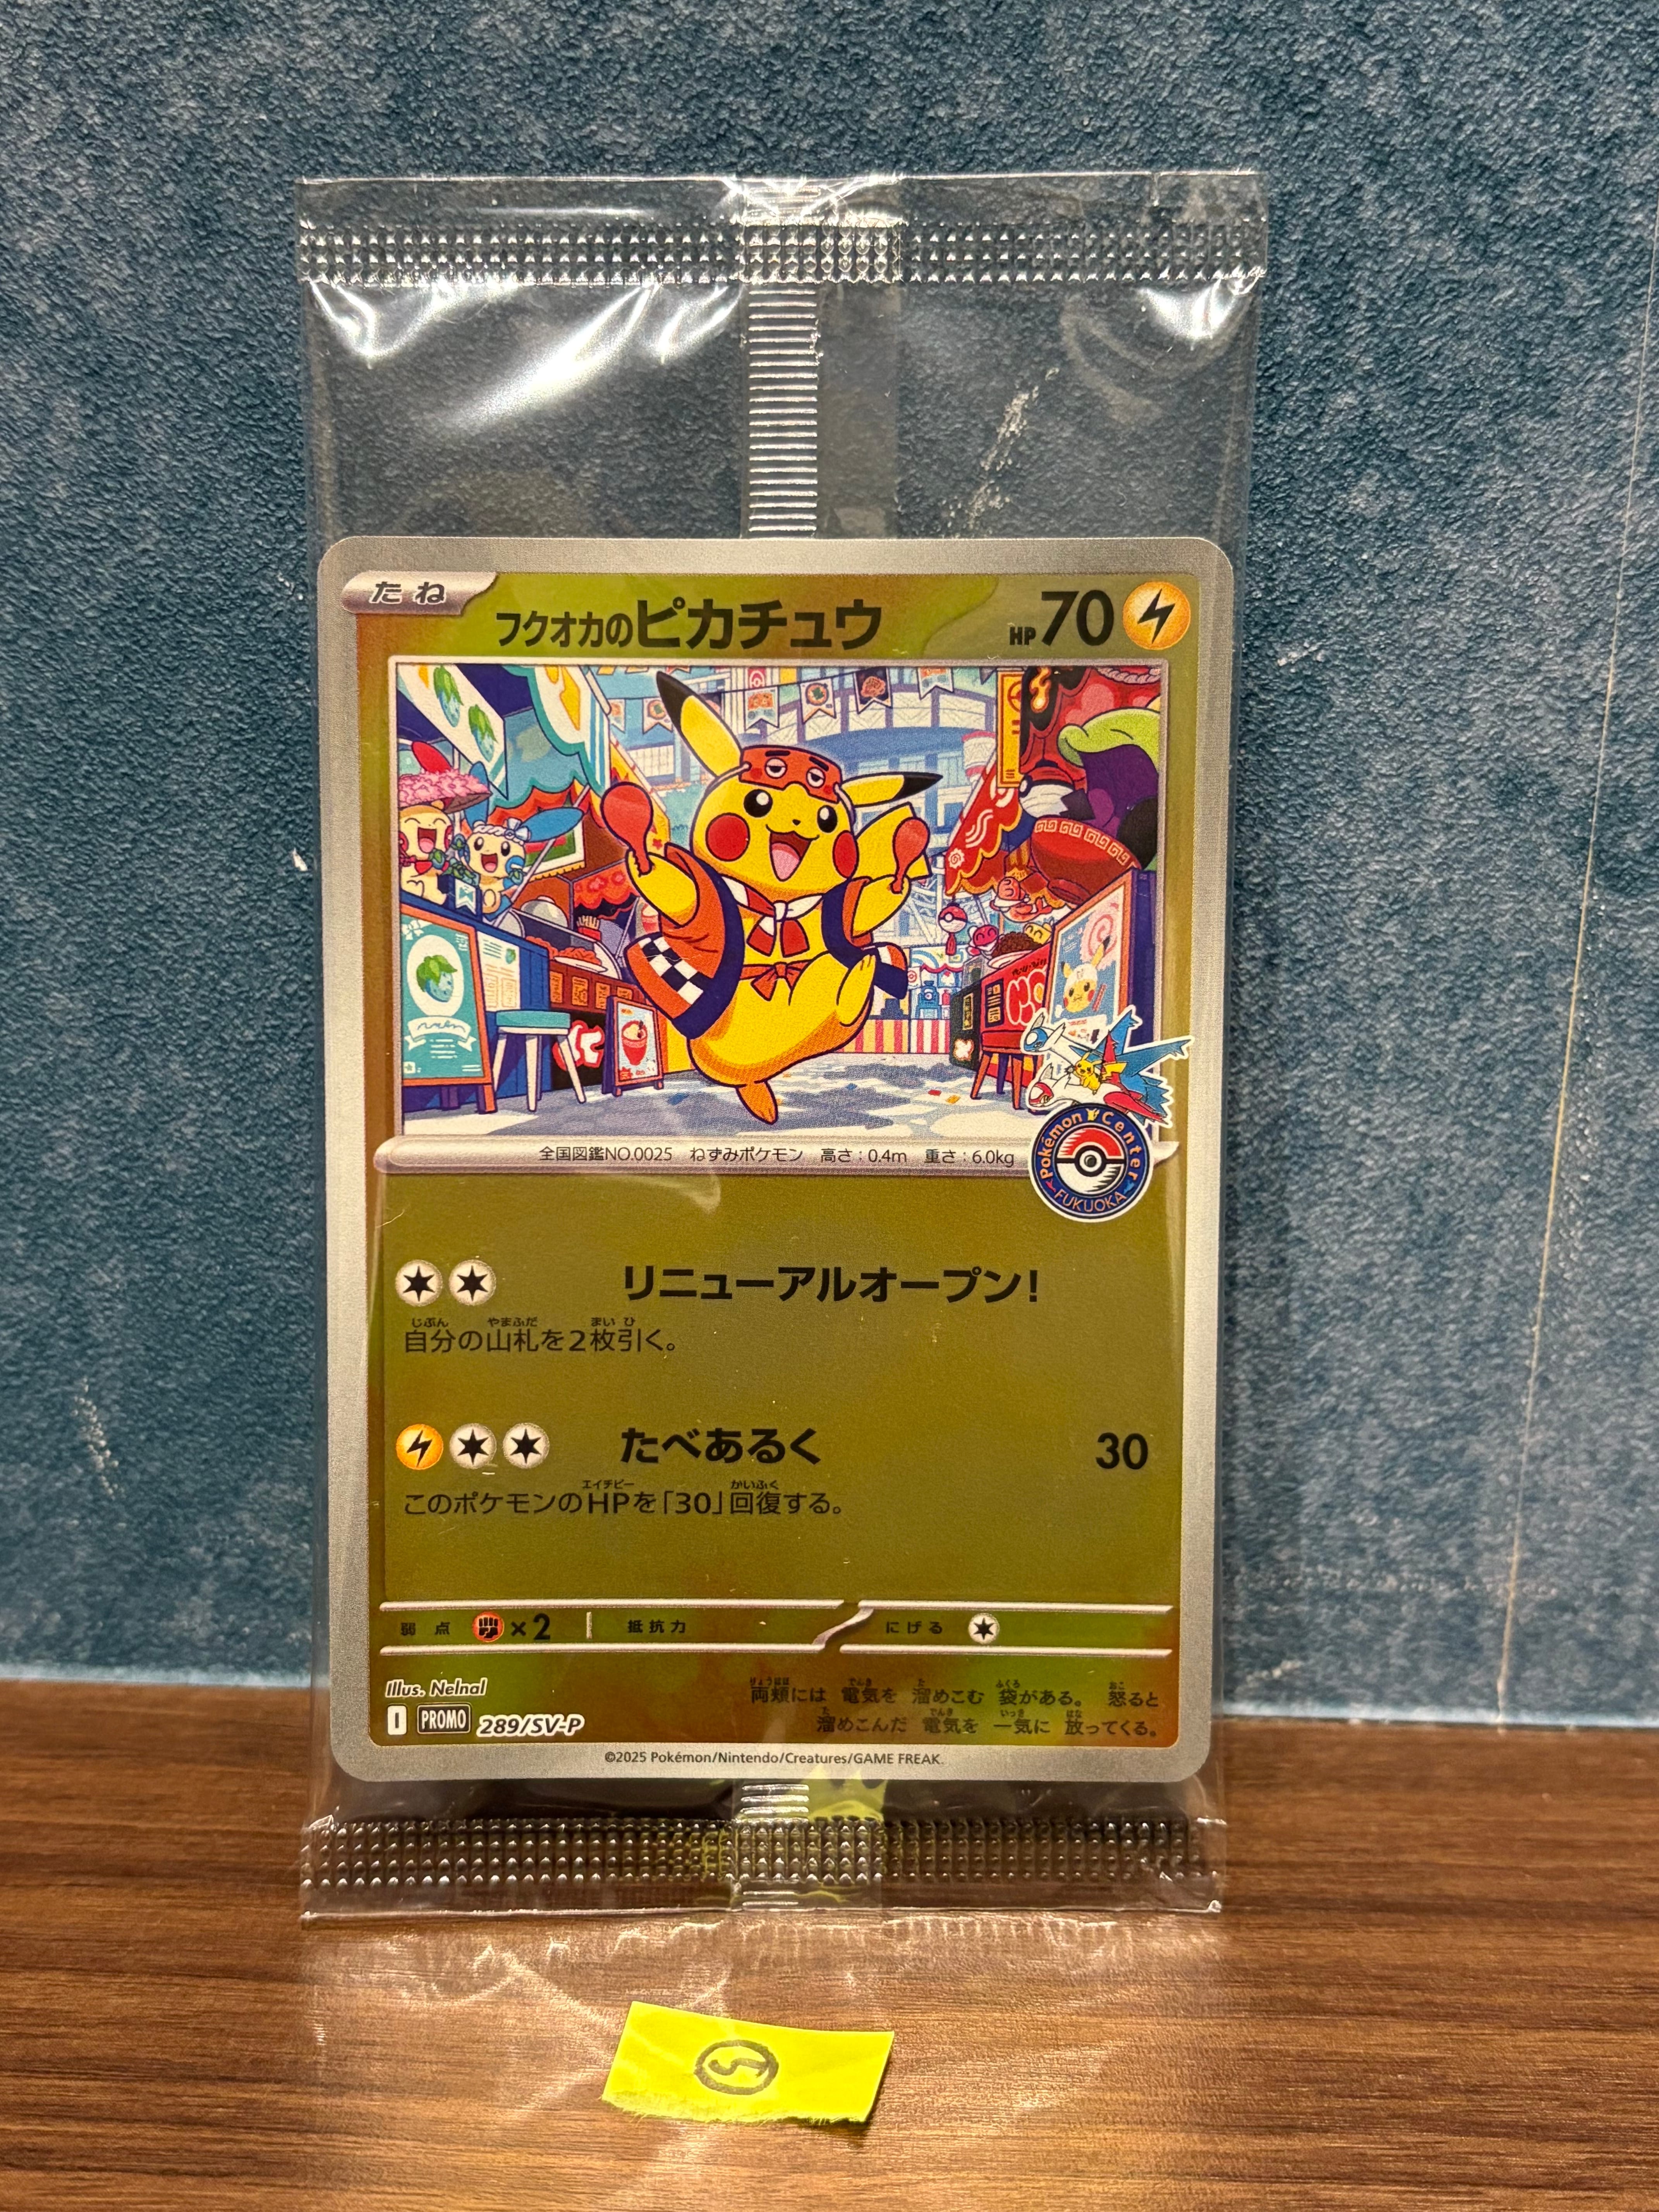 たね
フクオカのピカチュウ
HP70
全国図鑑NO.0025 ねずみポケモン 高さ:0.4m 重さ:6.0kg
Pokémon Center
FUKUOKA
リニューアルオープン!
自分の山札を2枚引く。
たべあるく 30
このポケモンのHPを「30」回復する。
弱点 ×2 抵抗力 にげる
Illus. Nelnal
両頬には 電気を 溜めこむ 袋がある。 怒ると
溜めこんだ 電気を 一気に 放ってくる。
I PROMO 289/SV-P
©2025 Pokémon/Nintendo/Creatures/GAME FREAK.